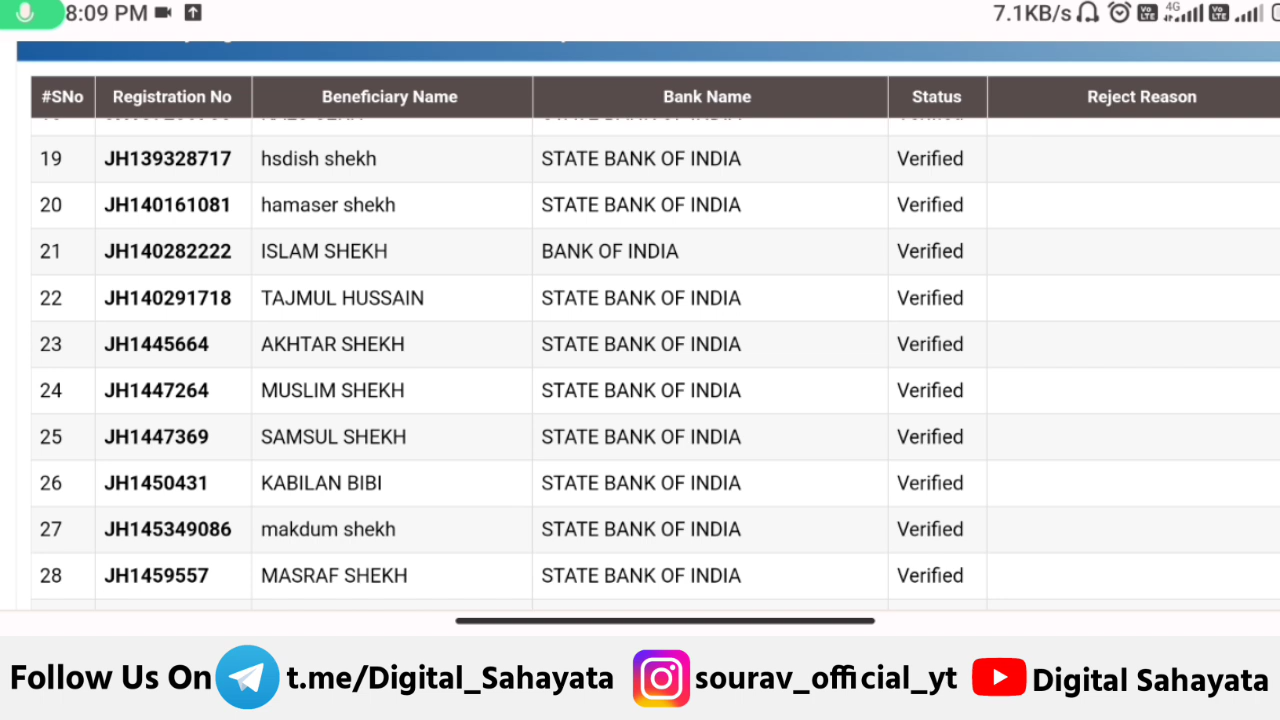 8:09 PM 7.1KB/s 4G
#SNo Registration No Beneficiary Name Bank Name Status Reject Reason
19 JH139328717 hsdish shekh STATE BANK OF INDIA Verified
20 JH140161081 hamaser shekh STATE BANK OF INDIA Verified
21 JH140282222 ISLAM SHEKH BANK OF INDIA Verified
22 JH140291718 TAJMUL HUSSAIN STATE BANK OF INDIA Verified
23 JH1445664 AKHTAR SHEKH STATE BANK OF INDIA Verified
24 JH1447264 MUSLIM SHEKH STATE BANK OF INDIA Verified
25 JH1447369 SAMSUL SHEKH STATE BANK OF INDIA Verified
26 JH1450431 KABILAN BIBI STATE BANK OF INDIA Verified
27 JH145349086 makdum shekh STATE BANK OF INDIA Verified
28 JH1459557 MASRAF SHEKH STATE BANK OF INDIA Verified
Follow Us On t.me/Digital_Sahayata sourav_official_yt Digital Sahayata